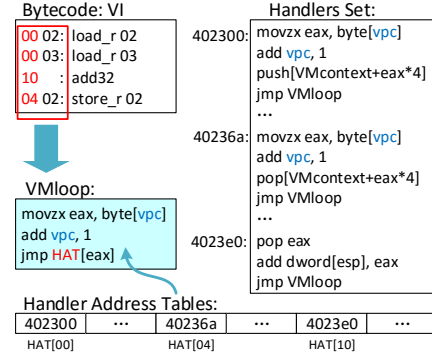 Bytecode: VI
00 02: load_r 02
00 03: load_r 03
10 : add32
04 02: store_r 02
VMloop:
movzx eax, byte[vpc]
add vpc, 1
jmp HAT[eax]
Handlers Set:
402300: movzx eax, byte[vpc]
add vpc, 1
push[VMcontext+eax*4]
jmp VMloop
...
40236a: movzx eax, byte[vpc]
add vpc, 1
pop[VMcontext+eax*4]
jmp VMloop
...
4023e0: pop eax
add dword[esp], eax
jmp VMloop
Handler Address Tables:
402300 ... 40236a ... 4023e0 ...
HAT[00] HAT[04] HAT[10]